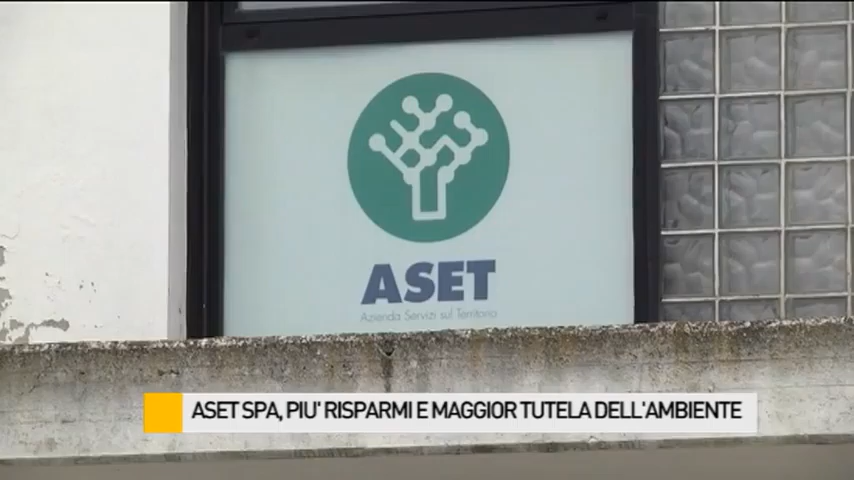 ASET
Azienda Servizi sul Territorio
ASET SPA, PIU' RISPARMI E MAGGIOR TUTELA DELL'AMBIENTE